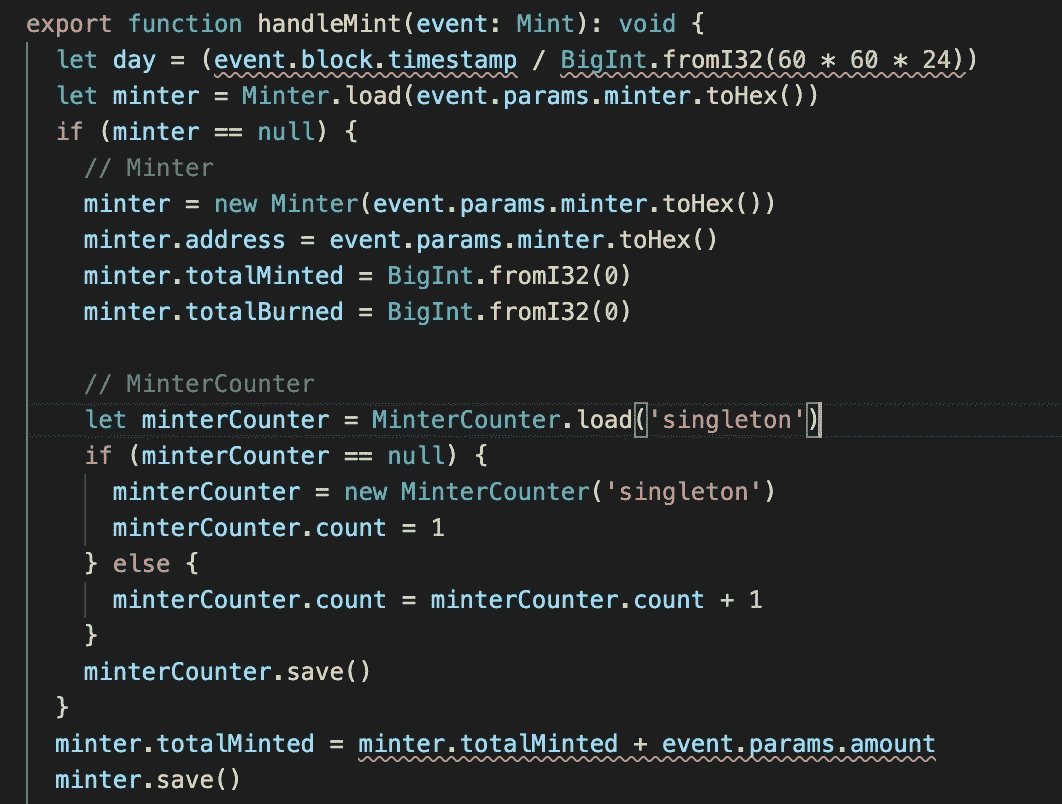 export function handleMint(event: Mint): void {
  let day = (event.block.timestamp / BigInt.fromI32(60 * 60 * 24))
  let minter = Minter.load(event.params.minter.toHex())
  if (minter == null) {
    // Minter
    minter = new Minter(event.params.minter.toHex())
    minter.address = event.params.minter.toHex()
    minter.totalMinted = BigInt.fromI32(0)
    minter.totalBurned = BigInt.fromI32(0)

    // MinterCounter
    let minterCounter = MinterCounter.load('singleton')
    if (minterCounter == null) {
      minterCounter = new MinterCounter('singleton')
      minterCounter.count = 1
    } else {
      minterCounter.count = minterCounter.count + 1
    }
    minterCounter.save()
  }
  minter.totalMinted = minter.totalMinted + event.params.amount
  minter.save()